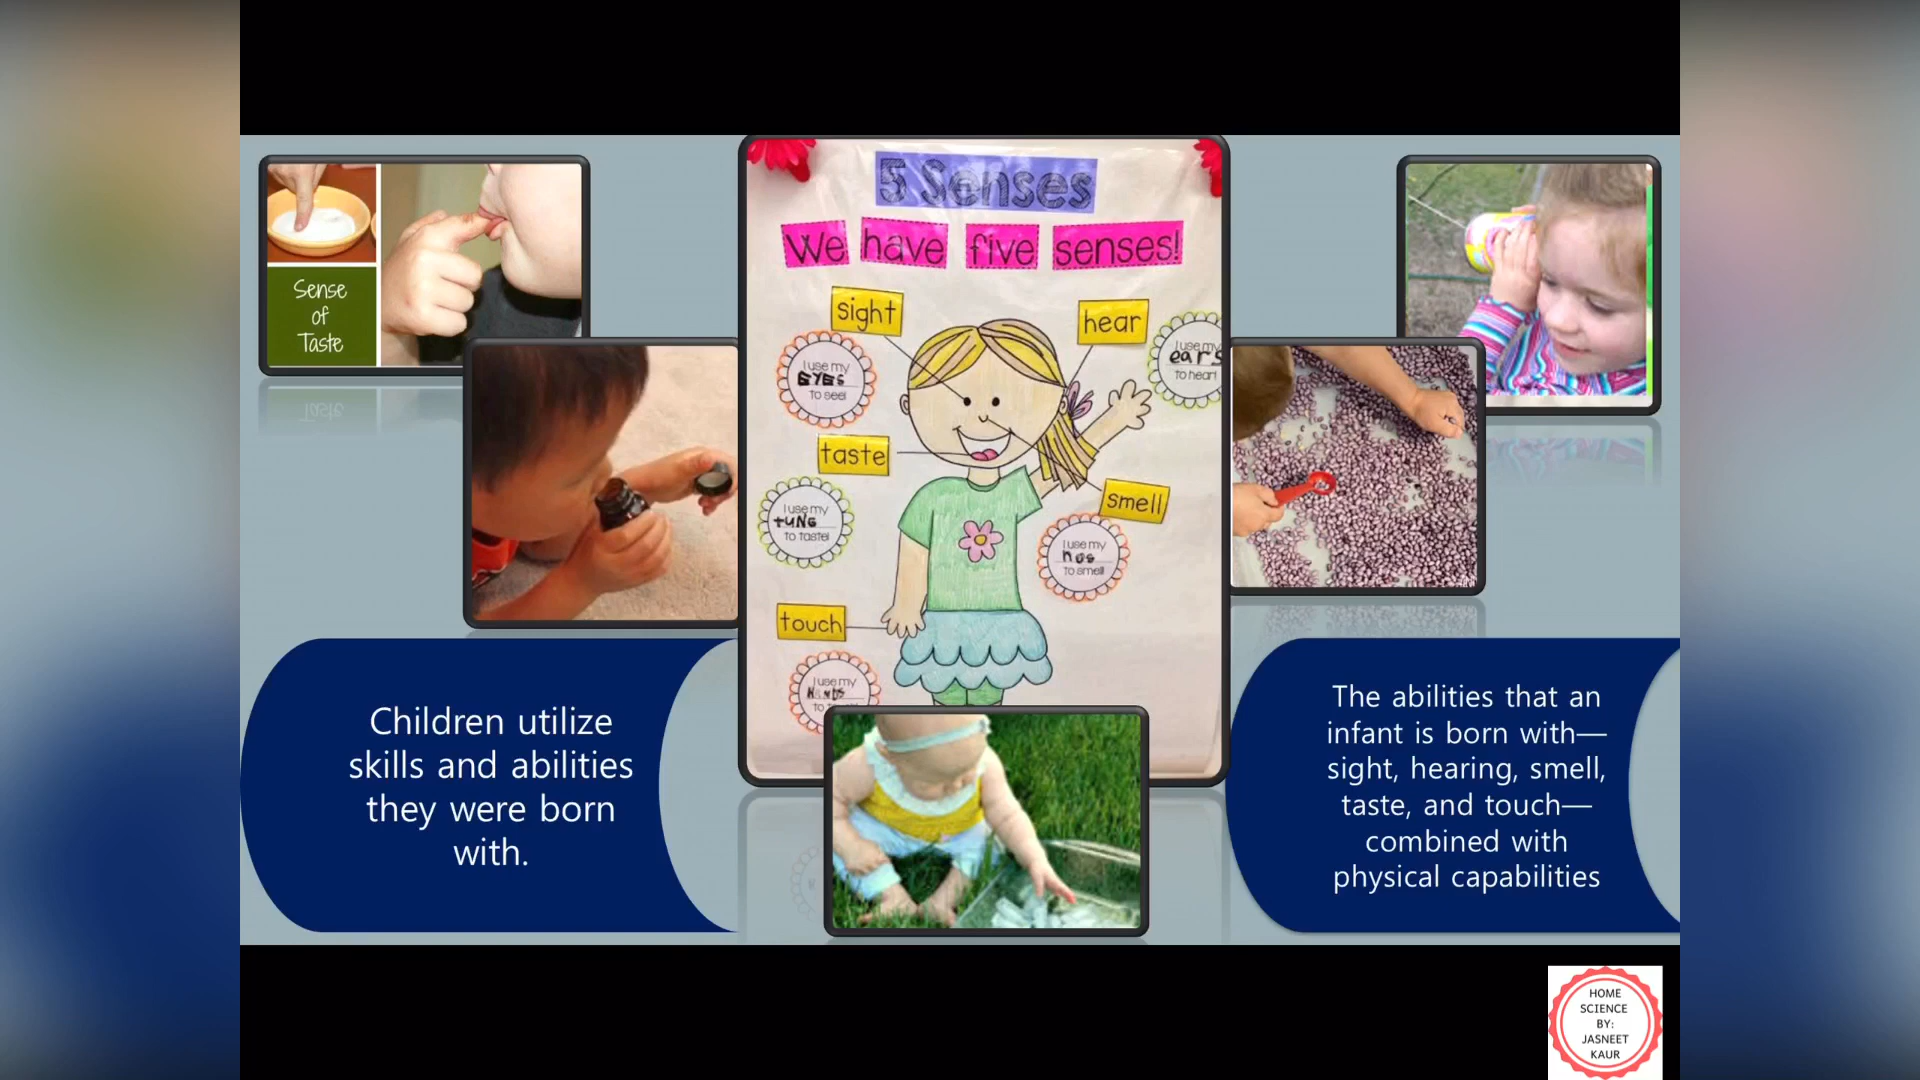 Sense
of
Taste
5 Senses
We have five senses!
sight
hear
I use my
EYEs
to see!
I use my
ears
to hear!
taste
smell
I use my
tUNG
to taste!
I use my
nos
to smell
touch
I use my
HANDS
Children utilize
skills and abilities
they were born
with.
The abilities that an
infant is born with—
sight, hearing, smell,
taste, and touch—
combined with
physical capabilities
HOME
SCIENCE
BY:
JASNEET
KAUR